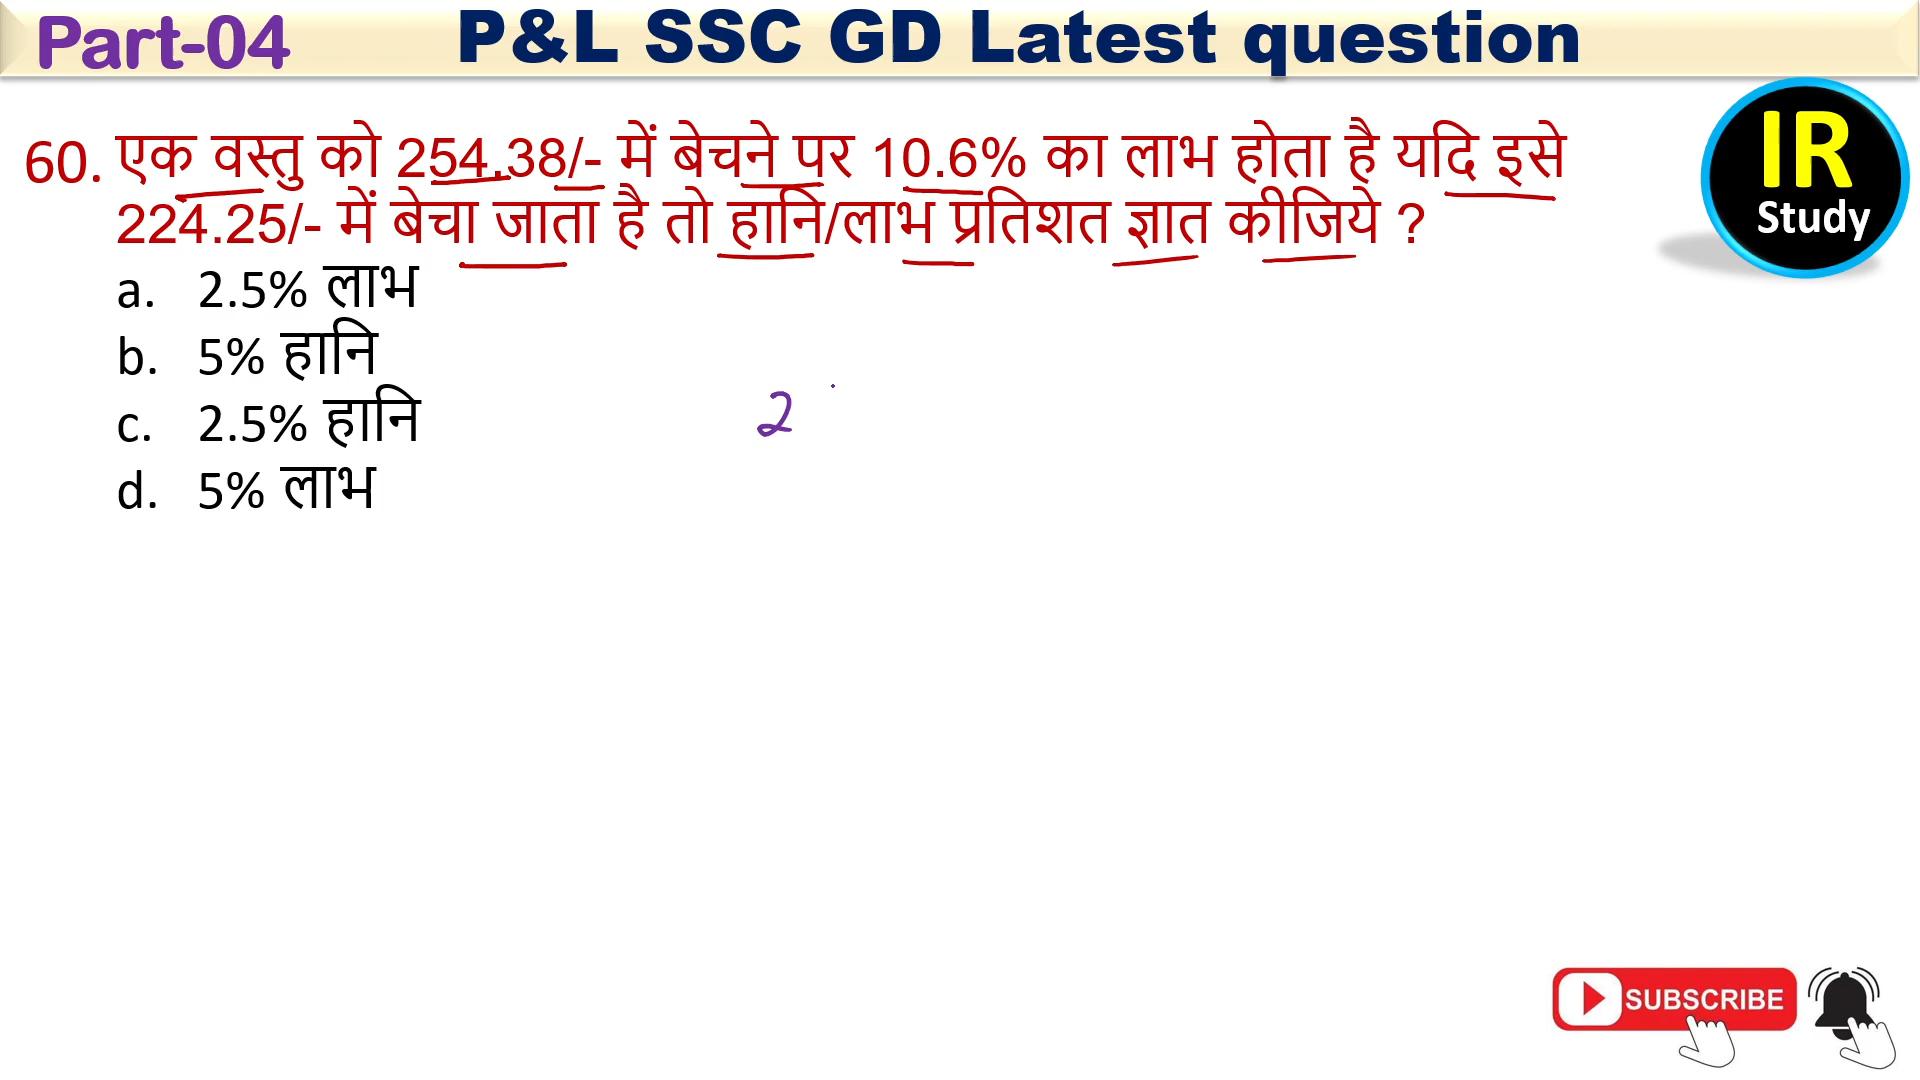 Part-04
P&L SSC GD Latest question
IR
Study
60. एक वस्तु को 254.38/- में बेचने पर 10.6% का लाभ होता है यदि इसे
224.25/- में बेचा जाता है तो हानि/लाभ प्रतिशत ज्ञात कीजिये ?
a. 2.5% लाभ
b. 5% हानि
c. 2.5% हानि
d. 5% लाभ
2
SUBSCRIBE